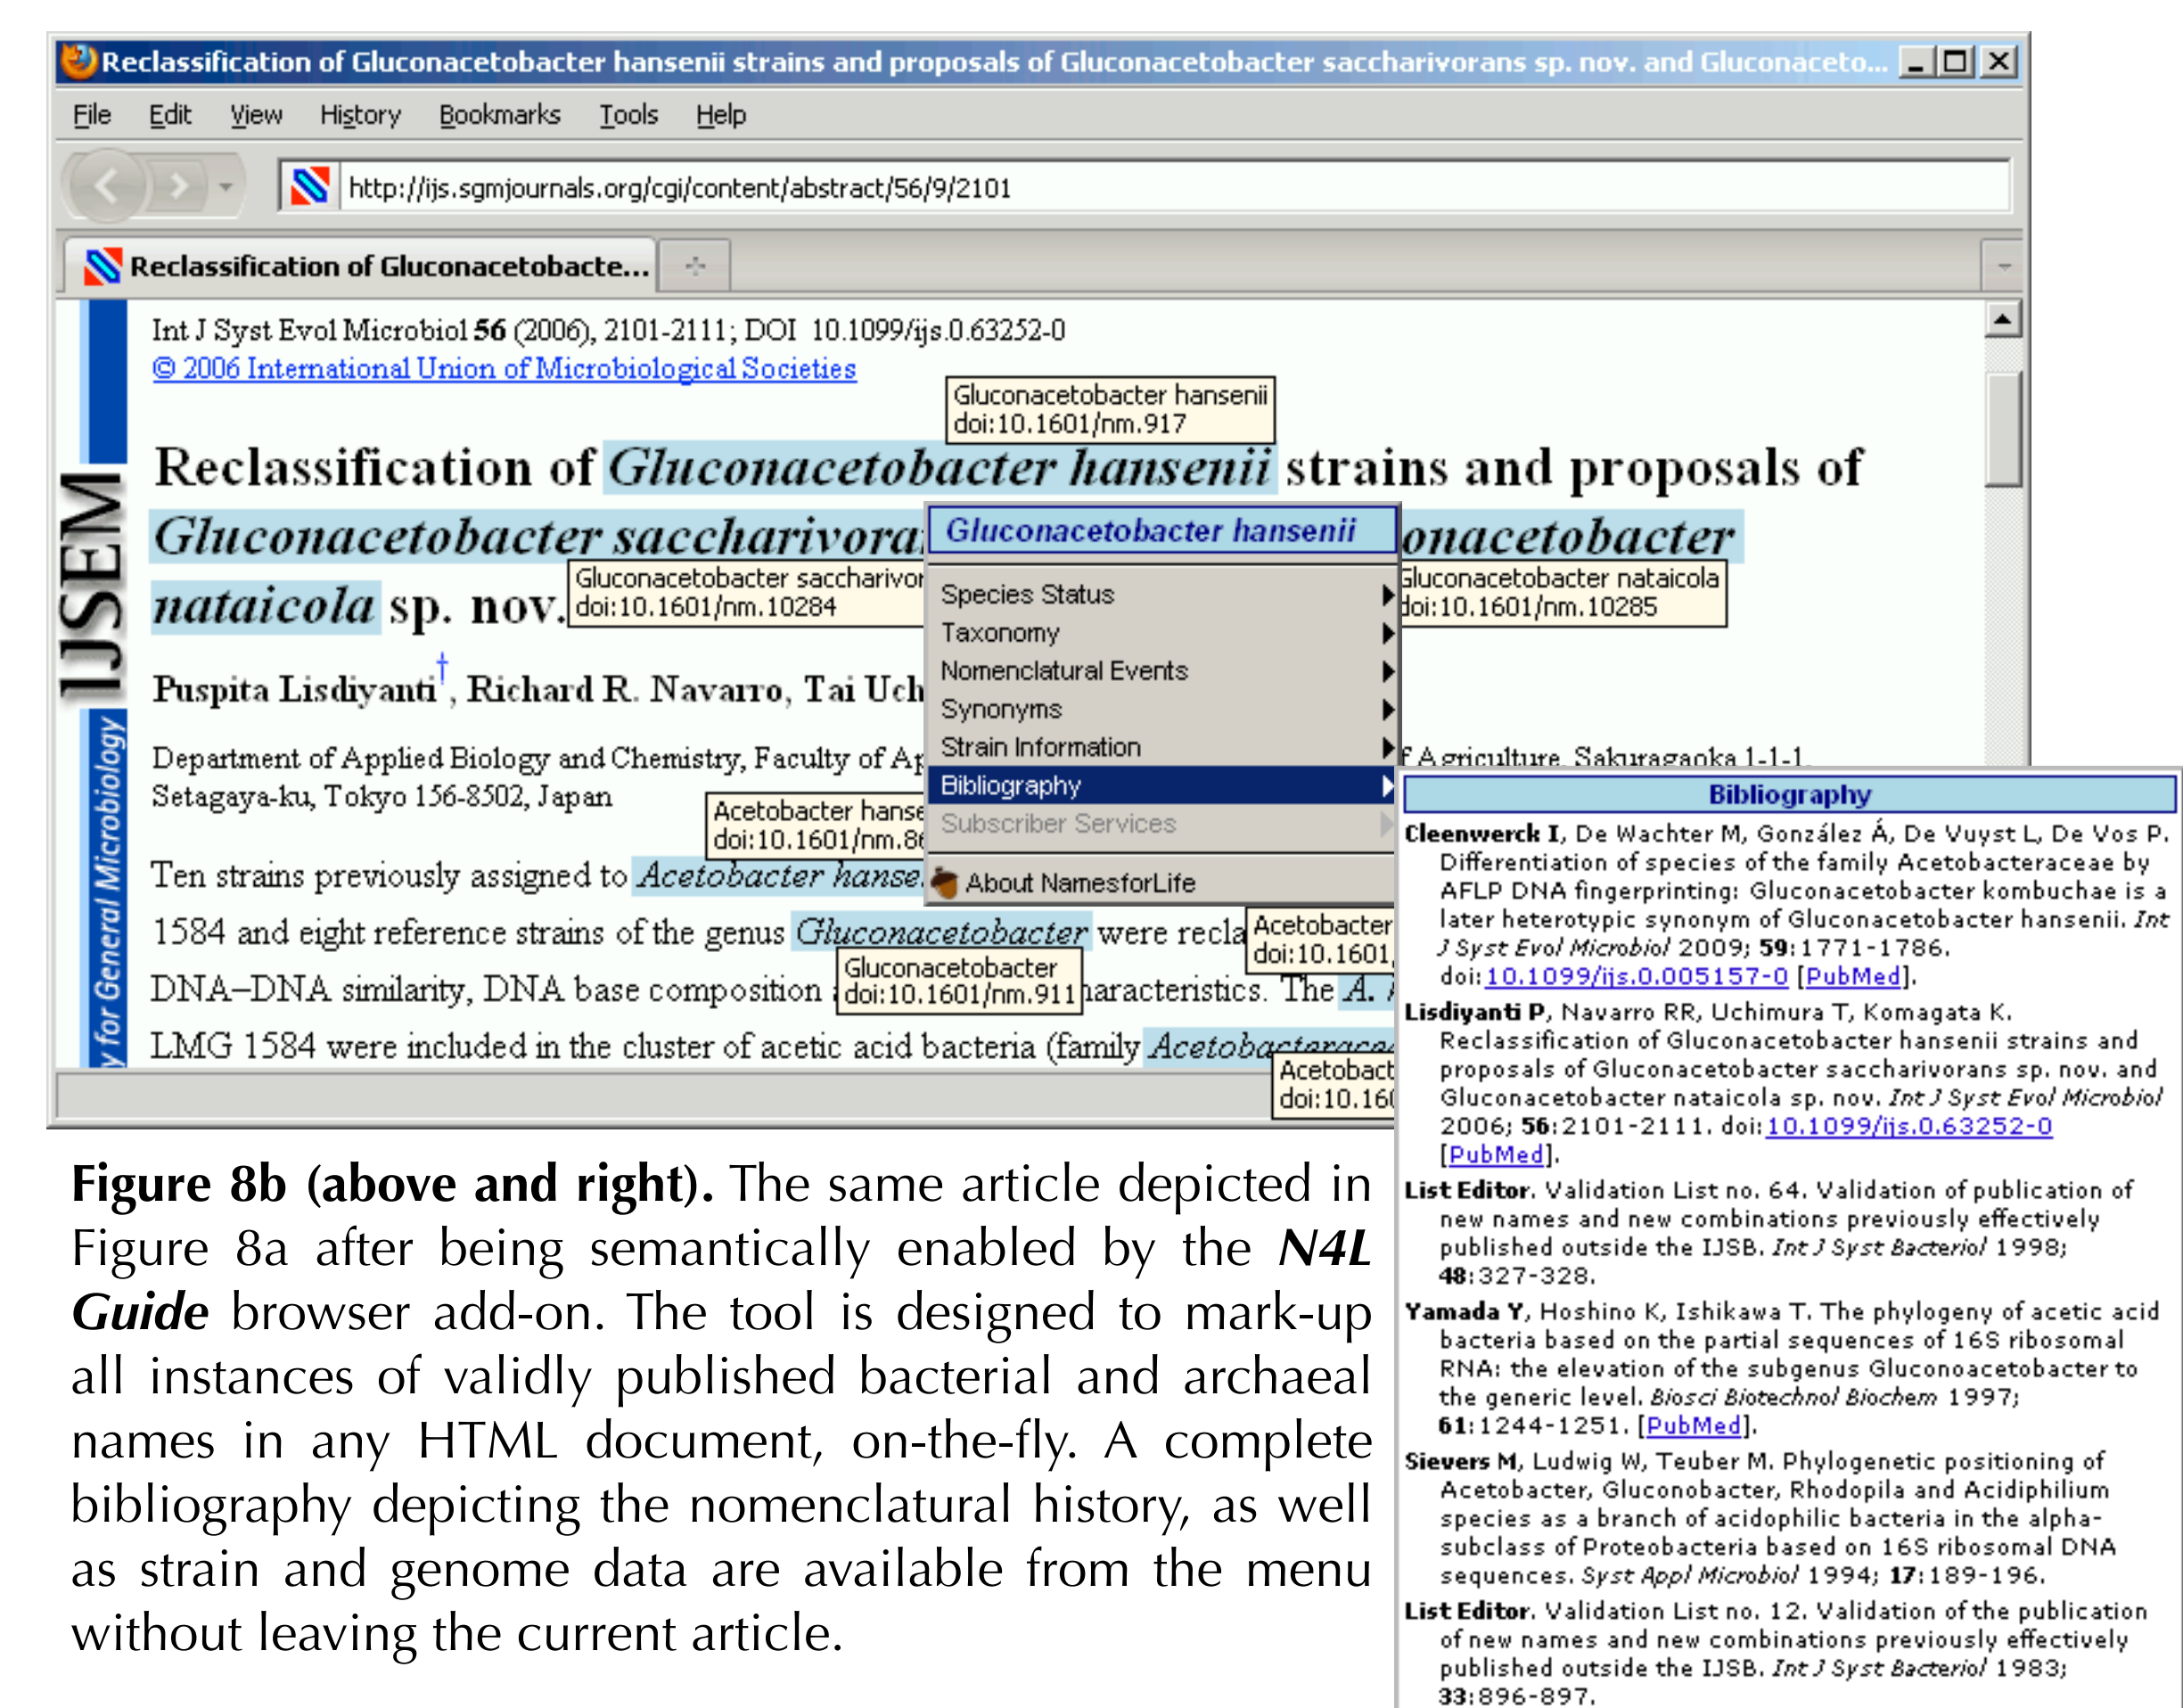 Reclassification of Gluconacetobacter hansenii strains and proposals of Gluconacetobacter saccharivorans sp. nov. and Gluconaceto...
File Edit View History Bookmarks Tools Help
http://ijs.sgmjournals.org/cgi/content/abstract/56/9/2101
Reclassification of Gluconacetobacte...
IJSEM
y for General Microbiology
Int J Syst Evol Microbiol 56 (2006), 2101-2111; DOI 10.1099/ijs.0.63252-0
© 2006 International Union of Microbiological Societies
Gluconacetobacter hansenii
doi:10.1601/nm.917
Reclassification of Gluconacetobacter hansenii strains and proposals of
Gluconacetobacter saccharivora onacetobacter
Gluconacetobacter saccharivor
doi:10.1601/nm.10284
Gluconacetobacter nataicola
doi:10.1601/nm.10285
nataicola sp. nov.
Puspita Lisdiyanti†, Richard R. Navarro, Tai Uch
Department of Applied Biology and Chemistry, Faculty of Ap f Agriculture, Sakuragaoka 1-1-1,
Setagaya-ku, Tokyo 156-8502, Japan
Acetobacter hanse
doi:10.1601/nm.86
Ten strains previously assigned to Acetobacter hanse
1584 and eight reference strains of the genus Gluconacetobacter were recla
Acetobacter
doi:10.1601
Gluconacetobacter
doi:10.1601/nm.911
DNA–DNA similarity, DNA base composition haracteristics. The A.
LMG 1584 were included in the cluster of acetic acid bacteria (family Acetobacteracea
Acetobact
doi:10.160
Gluconacetobacter hansenii
Species Status
Taxonomy
Nomenclatural Events
Synonyms
Strain Information
Bibliography
Subscriber Services
About NamesforLife
Bibliography
Cleenwerck I, De Wachter M, González Á, De Vuyst L, De Vos P.
Differentiation of species of the family Acetobacteraceae by
AFLP DNA fingerprinting: Gluconacetobacter kombuchae is a
later heterotypic synonym of Gluconacetobacter hansenii. Int
J Syst Evol Microbiol 2009; 59:1771-1786.
doi:10.1099/ijs.0.005157-0 [PubMed].
Lisdiyanti P, Navarro RR, Uchimura T, Komagata K.
Reclassification of Gluconacetobacter hansenii strains and
proposals of Gluconacetobacter saccharivorans sp. nov. and
Gluconacetobacter nataicola sp. nov. Int J Syst Evol Microbiol
2006; 56:2101-2111. doi:10.1099/ijs.0.63252-0
[PubMed].
List Editor. Validation List no. 64. Validation of publication of
new names and new combinations previously effectively
published outside the IJSB. Int J Syst Bacteriol 1998;
48:327-328.
Yamada Y, Hoshino K, Ishikawa T. The phylogeny of acetic acid
bacteria based on the partial sequences of 16S ribosomal
RNA: the elevation of the subgenus Gluconoacetobacter to
the generic level. Biosci Biotechnol Biochem 1997;
61:1244-1251. [PubMed].
Sievers M, Ludwig W, Teuber M. Phylogenetic positioning of
Acetobacter, Gluconobacter, Rhodopila and Acidiphilium
species as a branch of acidophilic bacteria in the alpha-
subclass of Proteobacteria based on 16S ribosomal DNA
sequences. Syst Appl Microbiol 1994; 17:189-196.
List Editor. Validation List no. 12. Validation of the publication
of new names and new combinations previously effectively
published outside the IJSB. Int J Syst Bacteriol 1983;
33:896-897.
Figure 8b (above and right). The same article depicted in
Figure 8a after being semantically enabled by the N4L
Guide browser add-on. The tool is designed to mark-up
all instances of validly published bacterial and archaeal
names in any HTML document, on-the-fly. A complete
bibliography depicting the nomenclatural history, as well
as strain and genome data are available from the menu
without leaving the current article.